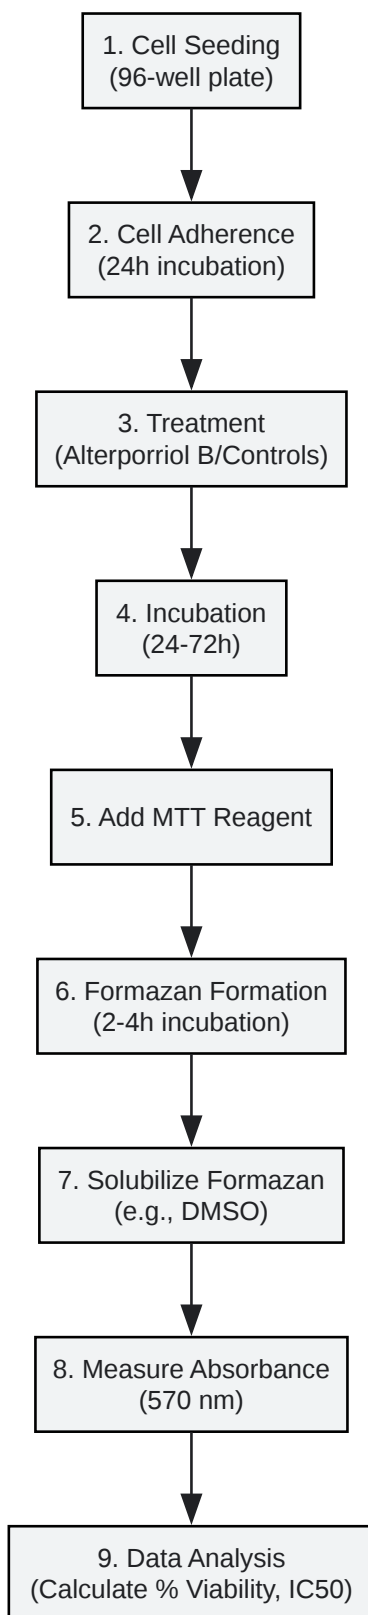 1. Cell Seeding
(96-well plate)
2. Cell Adherence
(24h incubation)
3. Treatment
(Alterporriol B/Controls)
4. Incubation
(24-72h)
5. Add MTT Reagent
6. Formazan Formation
(2-4h incubation)
7. Solubilize Formazan
(e.g., DMSO)
8. Measure Absorbance
(570 nm)
9. Data Analysis
(Calculate % Viability, IC50)